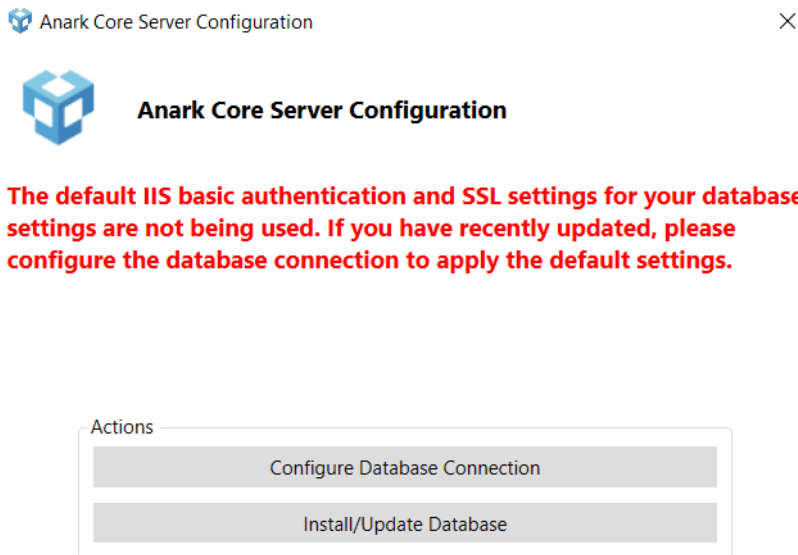 Anark Core Server Configuration
Anark Core Server Configuration
The default IIS basic authentication and SSL settings for your database
settings are not being used. If you have recently updated, please
configure the database connection to apply the default settings.
Actions
Configure Database Connection
Install/Update Database